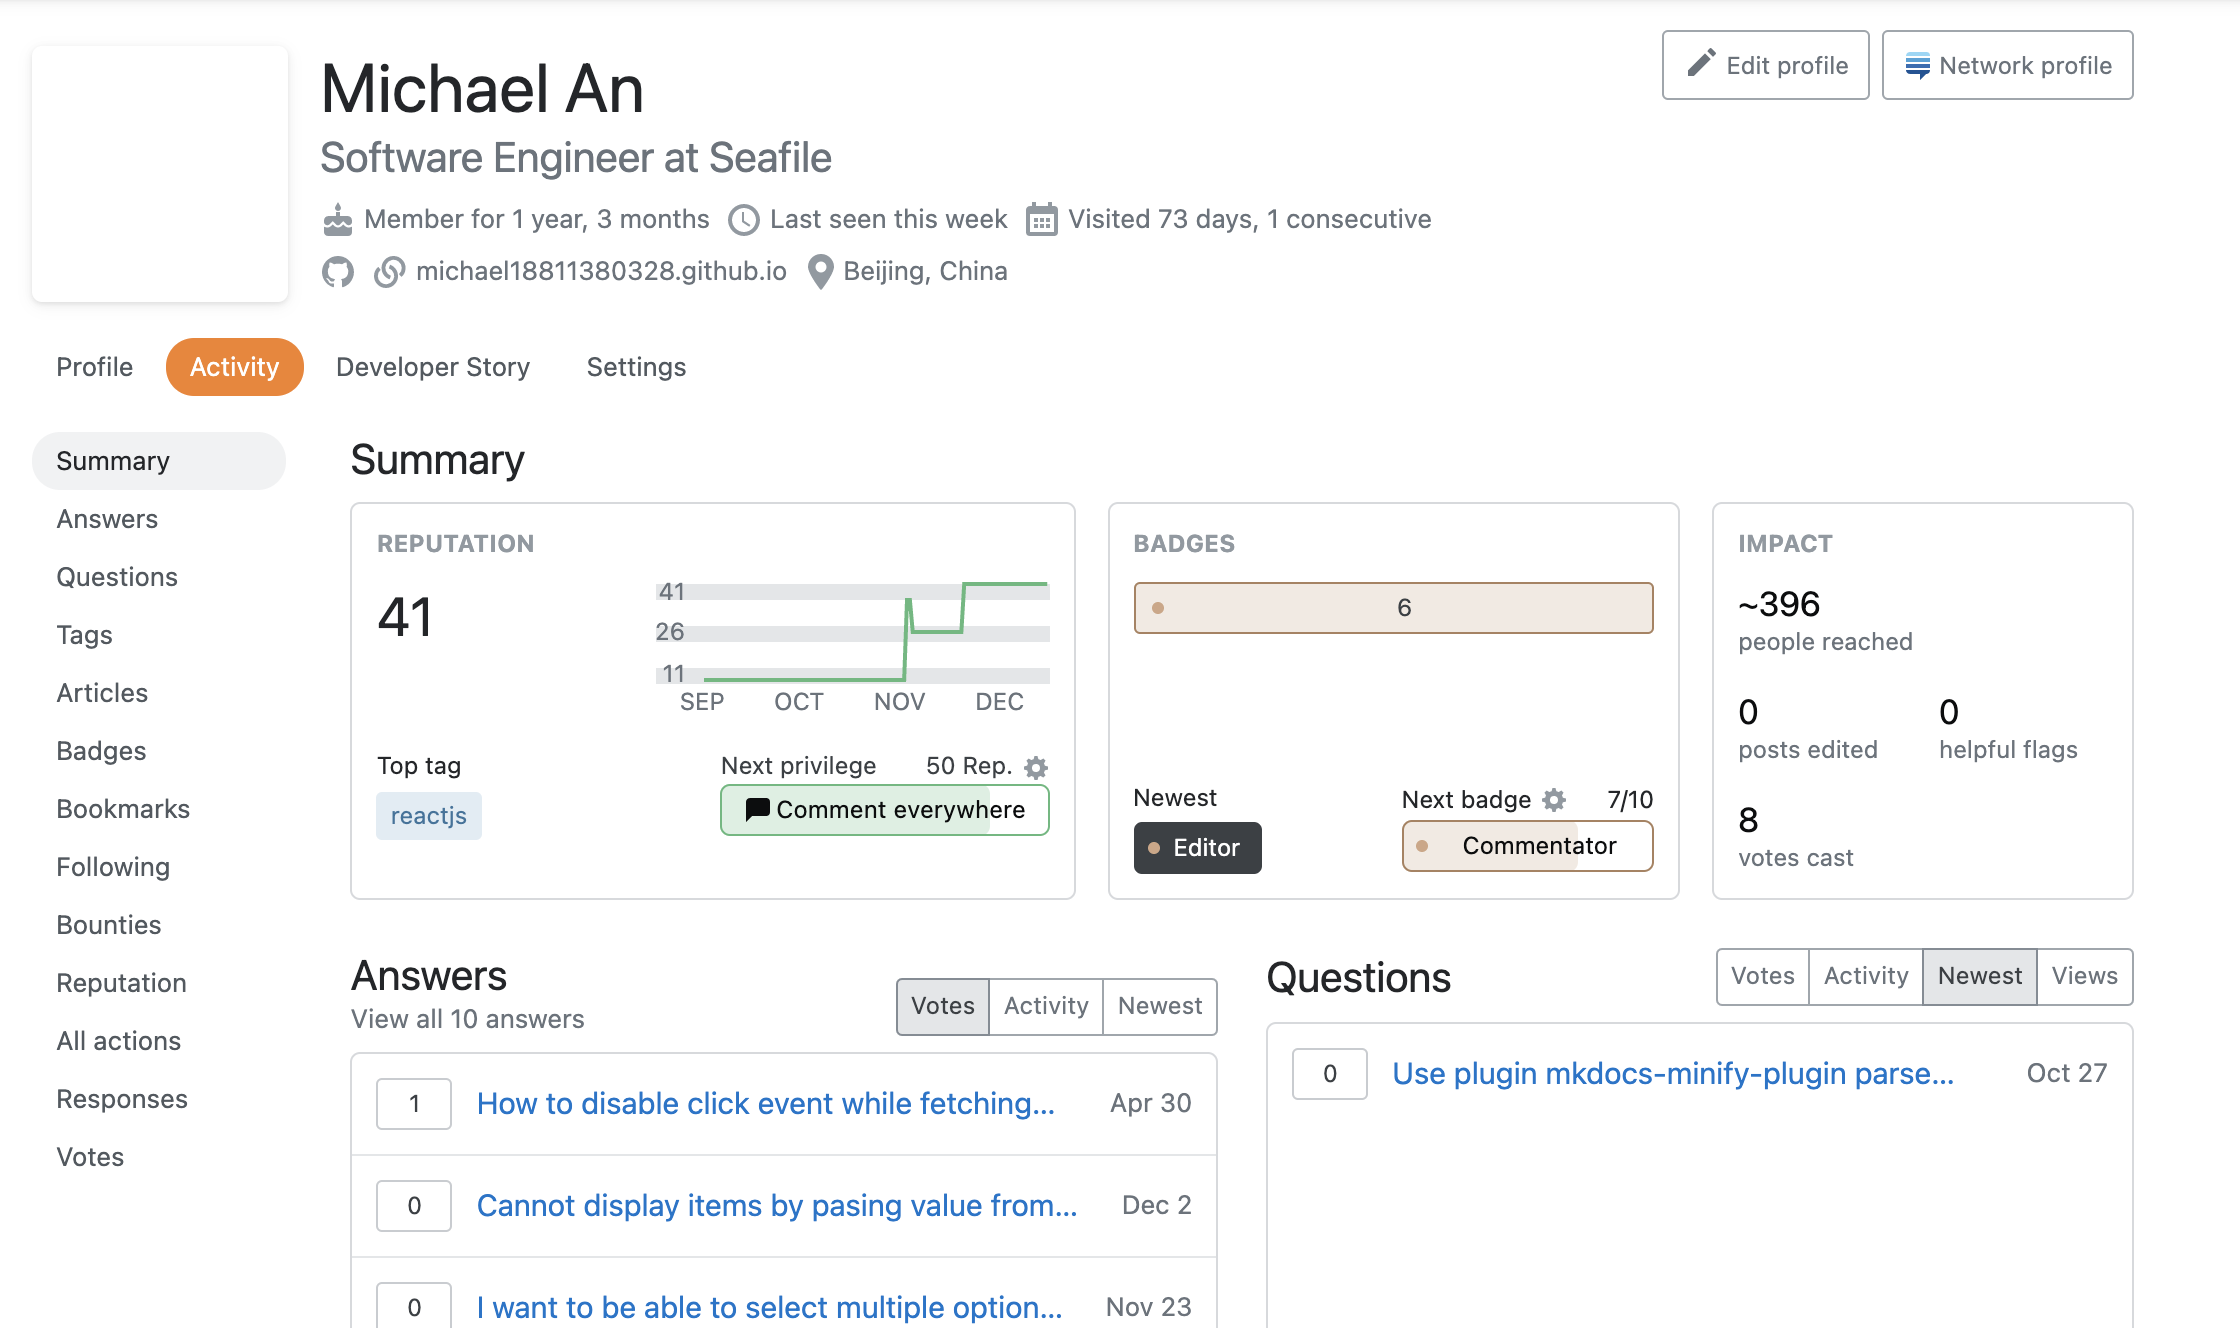 Michael An
Edit profile
Network profile
Software Engineer at Seafile
Member for 1 year, 3 months Last seen this week Visited 73 days, 1 consecutive
michael18811380328.github.io Beijing, China
Profile Activity Developer Story Settings
Summary
Answers
Questions
Tags
Articles
Badges
Bookmarks
Following
Bounties
Reputation
All actions
Responses
Votes
Summary
REPUTATION
41
41
26
11
SEP OCT NOV DEC
Top tag
reactjs
Next privilege 50 Rep.
Comment everywhere
BADGES
6
Newest
Editor
Next badge 7/10
Commentator
IMPACT
~396
people reached
0
posts edited
0
helpful flags
8
votes cast
Answers
View all 10 answers
Votes Activity Newest
1 How to disable click event while fetching... Apr 30
0 Cannot display items by pasing value from... Dec 2
0 I want to be able to select multiple option... Nov 23
Questions
Votes Activity Newest Views
0 Use plugin mkdocs-minify-plugin parse... Oct 27